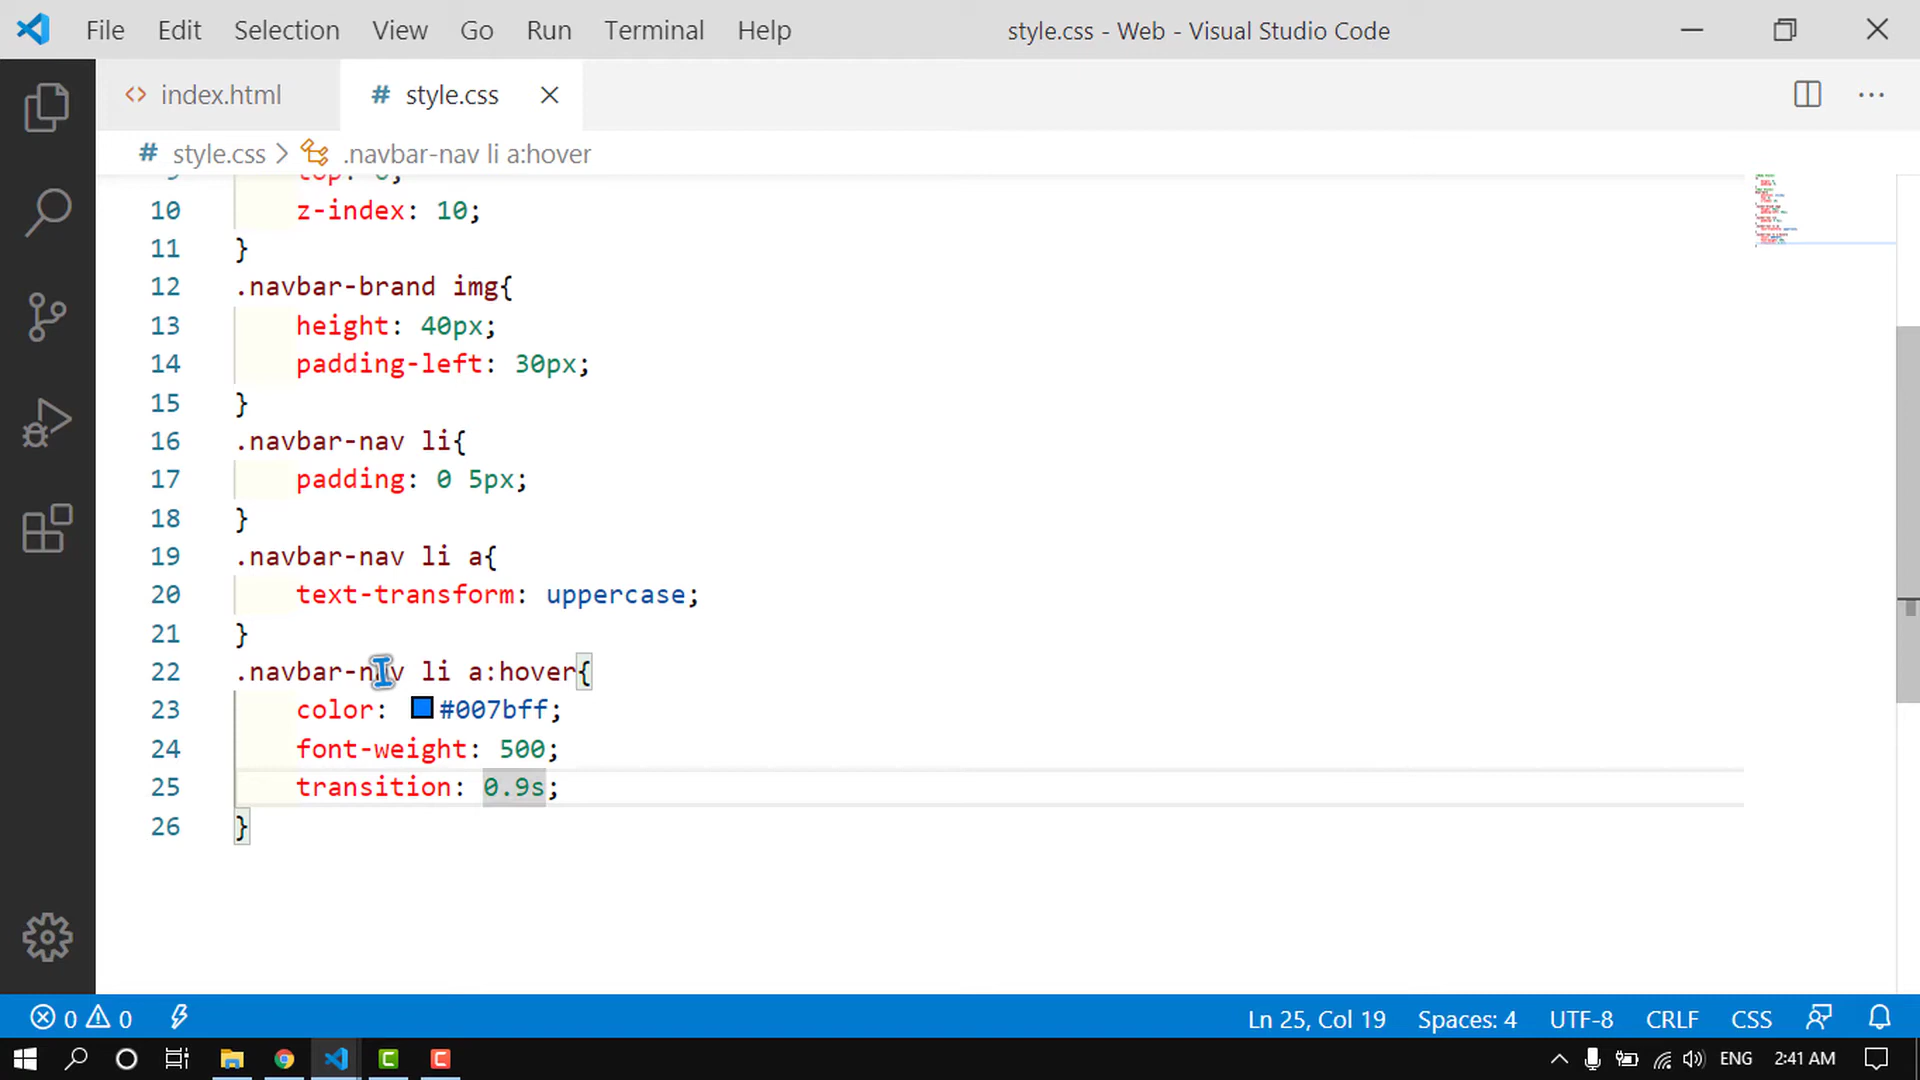 File Edit Selection View Go Run Terminal Help style.css - Web - Visual Studio Code
index.html # style.css
# style.css > .navbar-nav li a:hover
10 z-index: 10;
11 }
12 .navbar-brand img{
13 height: 40px;
14 padding-left: 30px;
15 }
16 .navbar-nav li{
17 padding: 0 5px;
18 }
19 .navbar-nav li a{
20 text-transform: uppercase;
21 }
22 .navbar-nav li a:hover{
23 color: #007bff;
24 font-weight: 500;
25 transition: 0.9s;
26 }
0 0 Ln 25, Col 19 Spaces: 4 UTF-8 CRLF CSS
ENG 2:41 AM